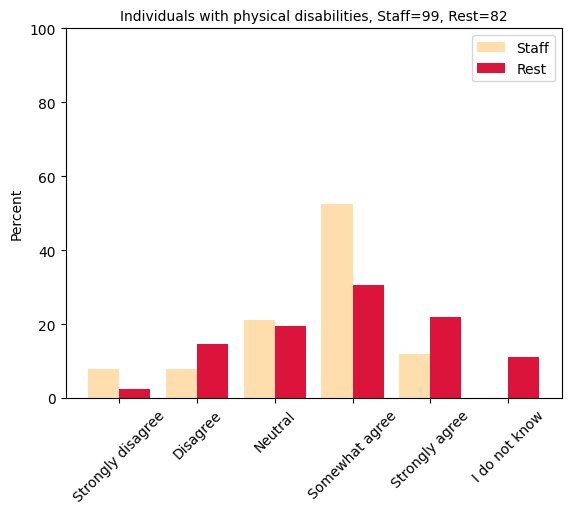 Individuals with physical disabilities, Staff=99, Rest=82
Staff
Rest
Percent
100
80
60
40
20
0
Strongly disagree
Disagree
Neutral
Somewhat agree
Strongly agree
I do not know